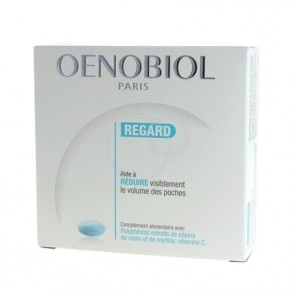 OENOBIOL
PARIS
REGARD
Aide à
RÉDUIRE visiblement
le volume des poches
Complément alimentaire avec
Polyphénols extraits de pépins
de raisin et de myrtille, vitamine C